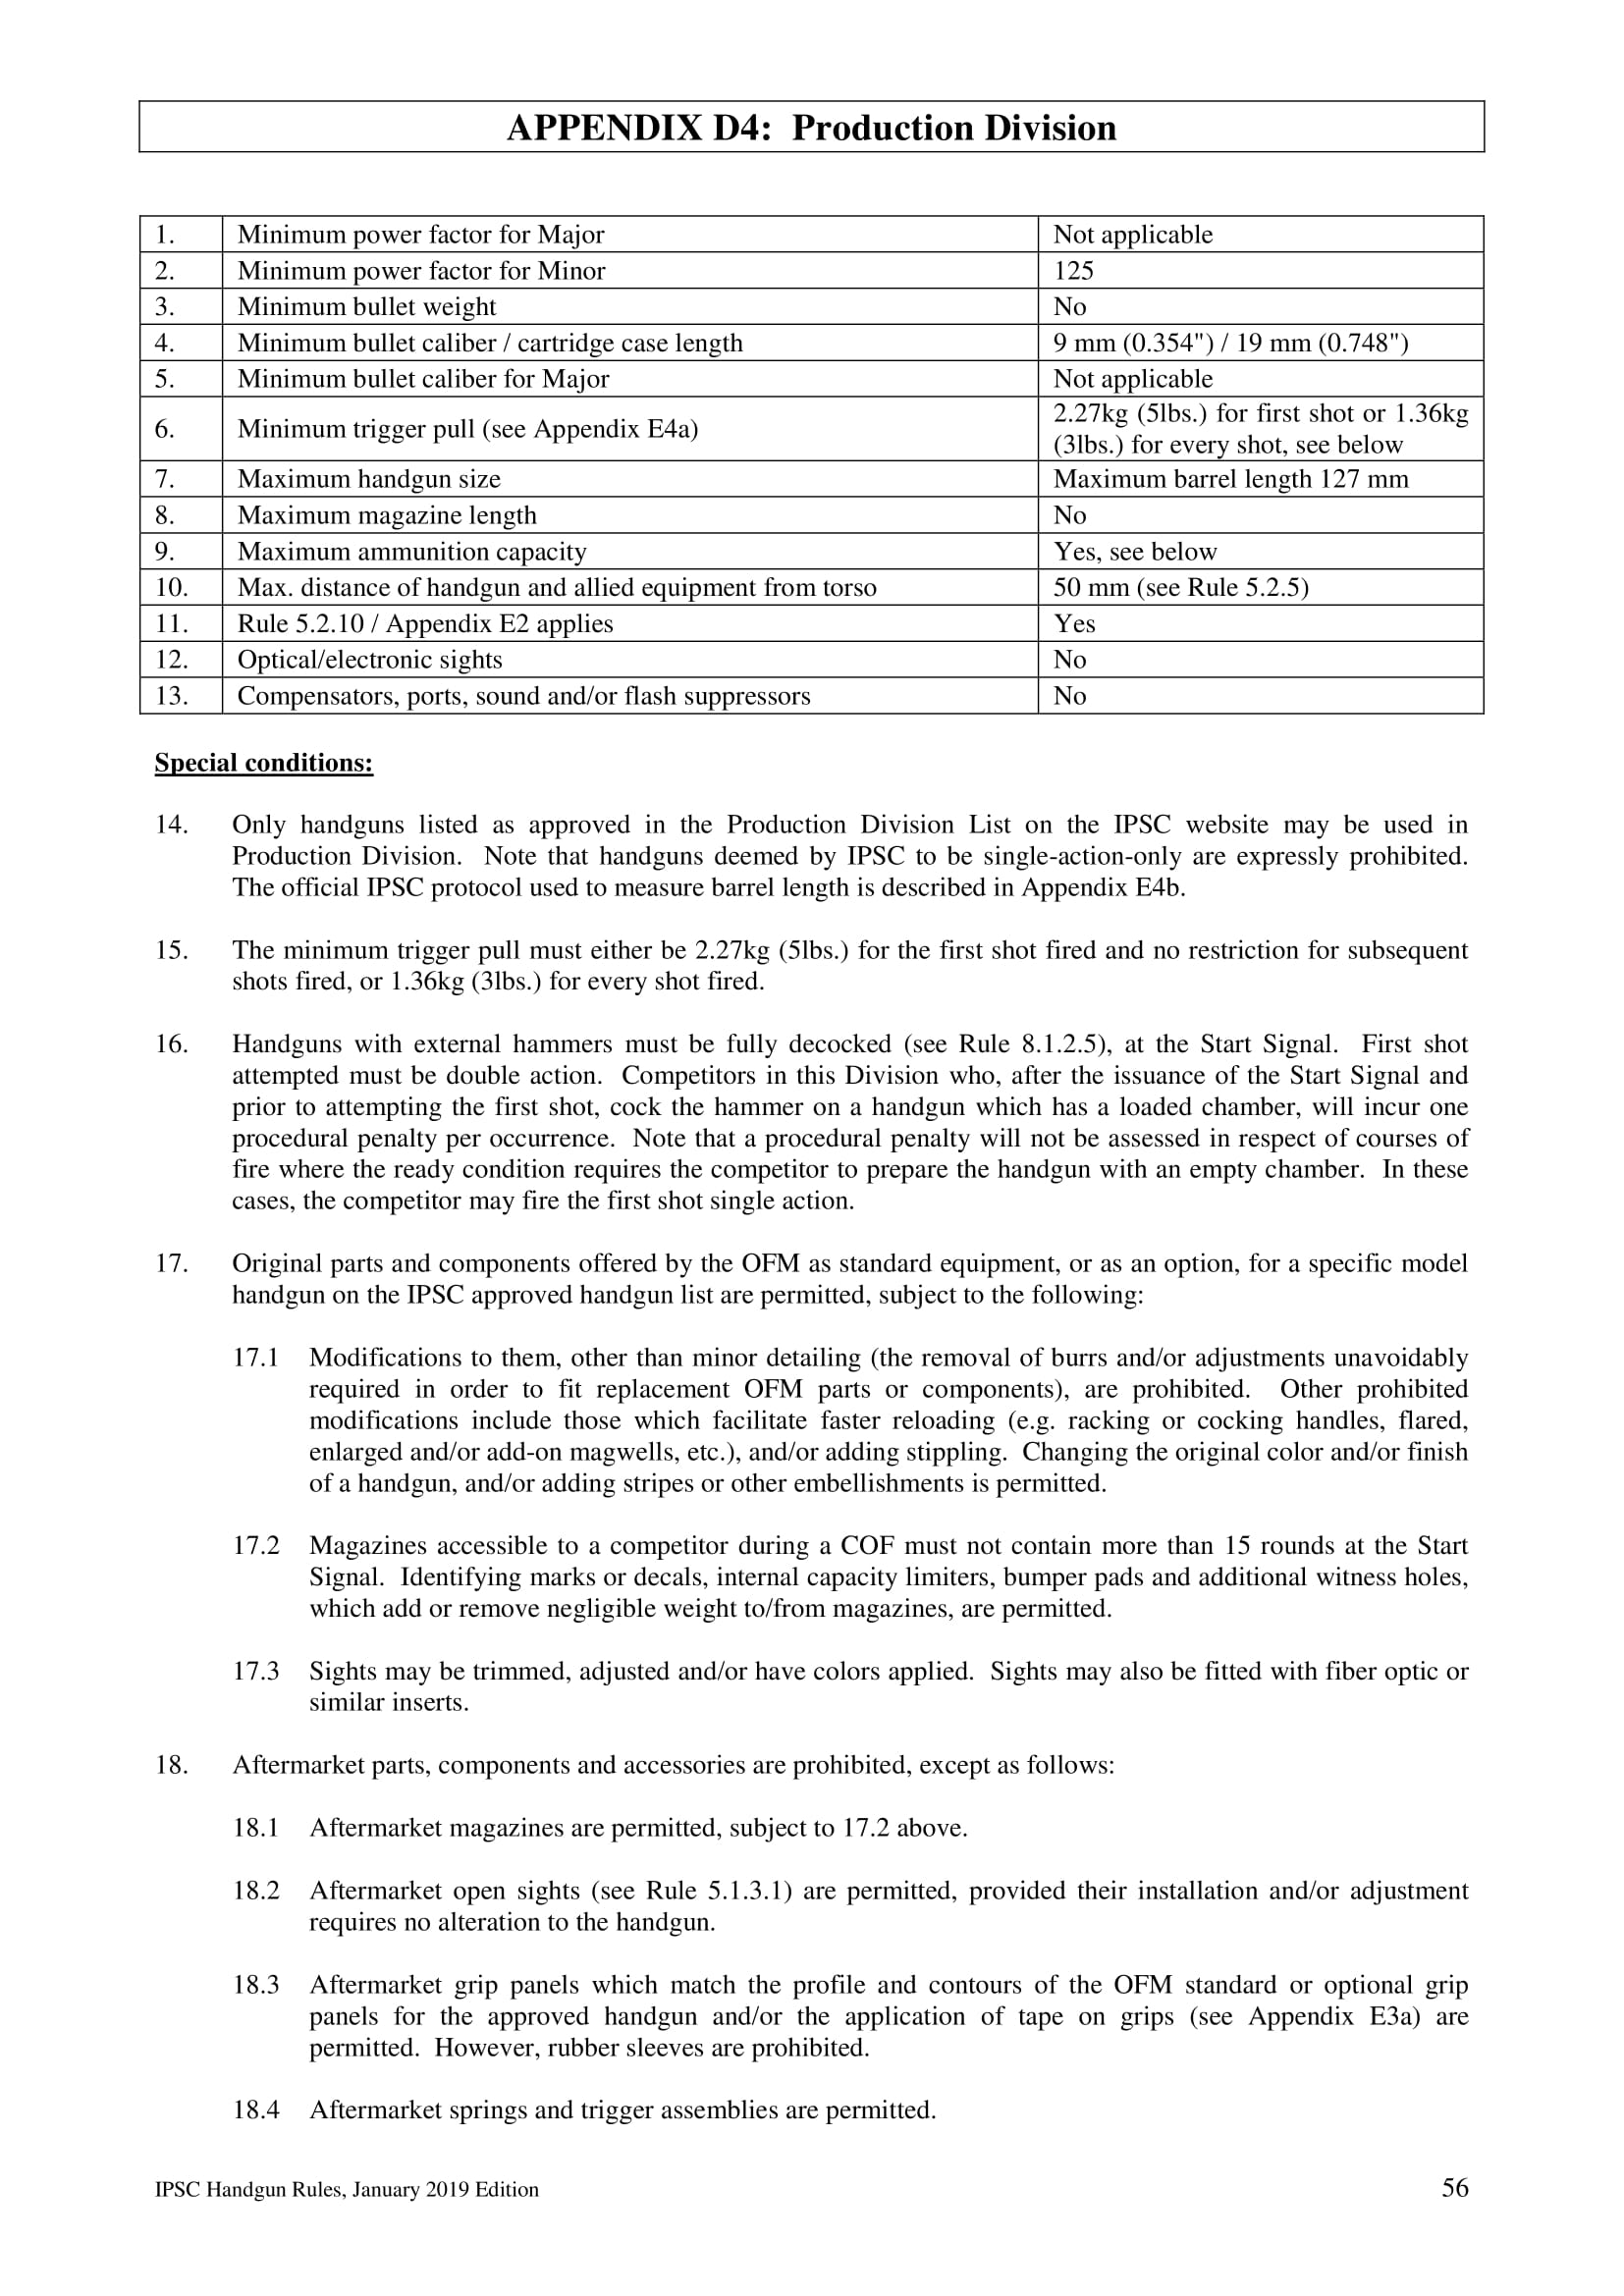 APPENDIX D4: Production Division
1. Minimum power factor for Major Not applicable
2. Minimum power factor for Minor 125
3. Minimum bullet weight No
4. Minimum bullet caliber / cartridge case length 9 mm (0.354") / 19 mm (0.748")
5. Minimum bullet caliber for Major Not applicable
6. Minimum trigger pull (see Appendix E4a) 2.27kg (5lbs.) for first shot or 1.36kg
(3lbs.) for every shot, see below
7. Maximum handgun size Maximum barrel length 127 mm
8. Maximum magazine length No
9. Maximum ammunition capacity Yes, see below
10. Max. distance of handgun and allied equipment from torso 50 mm (see Rule 5.2.5)
11. Rule 5.2.10 / Appendix E2 applies Yes
12. Optical/electronic sights No
13. Compensators, ports, sound and/or flash suppressors No
Special conditions:
14. Only handguns listed as approved in the Production Division List on the IPSC website may be used in
Production Division. Note that handguns deemed by IPSC to be single-action-only are expressly prohibited.
The official IPSC protocol used to measure barrel length is described in Appendix E4b.
15. The minimum trigger pull must either be 2.27kg (5lbs.) for the first shot fired and no restriction for subsequent
shots fired, or 1.36kg (3lbs.) for every shot fired.
16. Handguns with external hammers must be fully decocked (see Rule 8.1.2.5), at the Start Signal. First shot
attempted must be double action. Competitors in this Division who, after the issuance of the Start Signal and
prior to attempting the first shot, cock the hammer on a handgun which has a loaded chamber, will incur one
procedural penalty per occurrence. Note that a procedural penalty will not be assessed in respect of courses of
fire where the ready condition requires the competitor to prepare the handgun with an empty chamber. In these
cases, the competitor may fire the first shot single action.
17. Original parts and components offered by the OFM as standard equipment, or as an option, for a specific model
handgun on the IPSC approved handgun list are permitted, subject to the following:
17.1 Modifications to them, other than minor detailing (the removal of burrs and/or adjustments unavoidably
required in order to fit replacement OFM parts or components), are prohibited. Other prohibited
modifications include those which facilitate faster reloading (e.g. racking or cocking handles, flared,
enlarged and/or add-on magwells, etc.), and/or adding stippling. Changing the original color and/or finish
of a handgun, and/or adding stripes or other embellishments is permitted.
17.2 Magazines accessible to a competitor during a COF must not contain more than 15 rounds at the Start
Signal. Identifying marks or decals, internal capacity limiters, bumper pads and additional witness holes,
which add or remove negligible weight to/from magazines, are permitted.
17.3 Sights may be trimmed, adjusted and/or have colors applied. Sights may also be fitted with fiber optic or
similar inserts.
18. Aftermarket parts, components and accessories are prohibited, except as follows:
18.1 Aftermarket magazines are permitted, subject to 17.2 above.
18.2 Aftermarket open sights (see Rule 5.1.3.1) are permitted, provided their installation and/or adjustment
requires no alteration to the handgun.
18.3 Aftermarket grip panels which match the profile and contours of the OFM standard or optional grip
panels for the approved handgun and/or the application of tape on grips (see Appendix E3a) are
permitted. However, rubber sleeves are prohibited.
18.4 Aftermarket springs and trigger assemblies are permitted.
IPSC Handgun Rules, January 2019 Edition 56